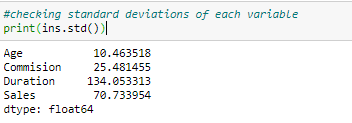 #checking standard deviations of each variable
print(ins.std())
Age 10.463518
Commision 25.481455
Duration 134.053313
Sales 70.733954
dtype: float64